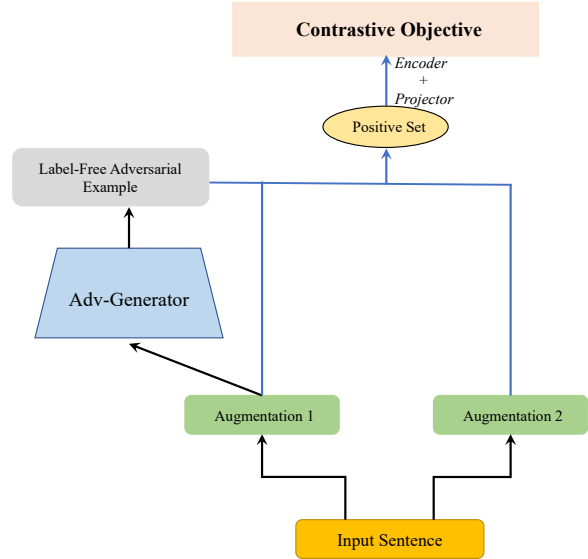 Contrastive Objective
Encoder
+
Projector
Positive Set
Label-Free Adversarial
Example
Adv-Generator
Augmentation 1
Augmentation 2
Input Sentence